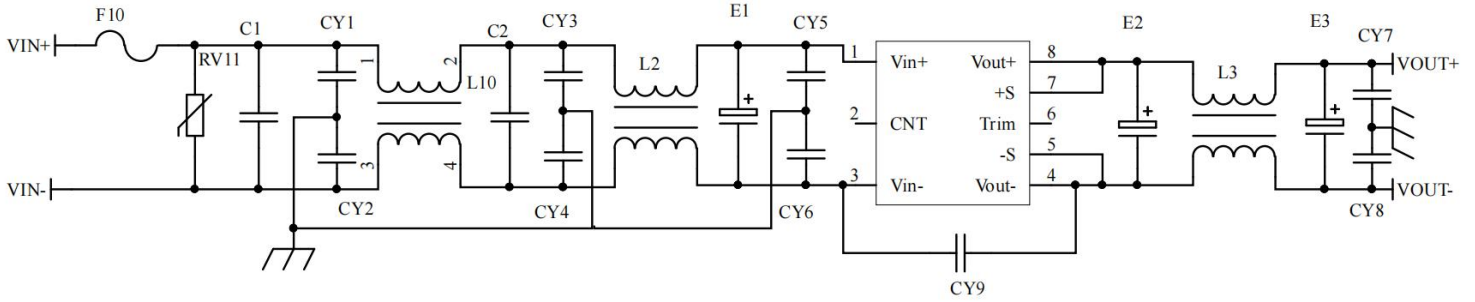 F10
C1
CY1
C2
CY3
E1
CY5
E2
E3
CY7
VIN+
RV11
1
2
L10
L2
1
Vin+
Vout+
8
L3
VOUT+
+S
7
2
CNT
Trim
6
-S
5
3
4
3
Vin-
Vout-
4
VIN-
VOUT-
CY2
CY4
CY6
CY8
CY9
+
+
+